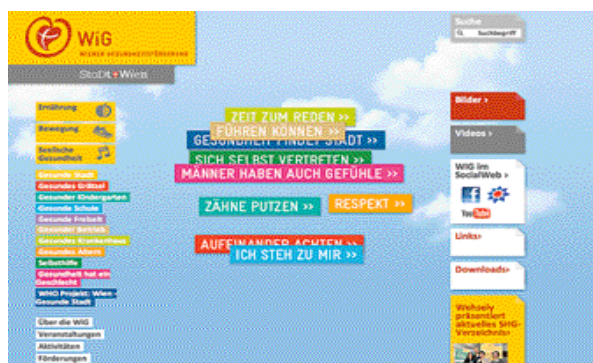 WiG
WIENER GESUNDHEITSFÖRDERUNG
StaDt+Wien
Suche
Suchbegriff
Ernährung
Bewegung
Seelische
Gesundheit
Gesunde Stadt
Gesundes Grätzel
Gesunder Kindergarten
Gesunde Schule
Gesunde Freizeit
Gesunder Betrieb
Gesundes Krankenhaus
Gesundes Altern
Selbsthilfe
Gesundheit hat ein
Geschlecht
WHO Projekt: Wien -
Gesunde Stadt
Über die WiG
Veranstaltungen
Aktivitäten
Förderungen
ZEIT ZUM REDEN >>
FÜHREN KÖNNEN >>
GESUNDHEIT FINDET STADT >>
SICH SELBST VERTRETEN >>
MÄNNER HABEN AUCH GEFÜHLE >>
ZÄHNE PUTZEN >>
RESPEKT >>
AUFEINANDER ACHTEN >>
ICH STEH ZU MIR >>
Bilder >
Videos >
WIG im
SocialWeb >
YouTube
Links>
Downloads>
Wehsely
präsentiert
aktuelles SHG-
Verzeichnis>